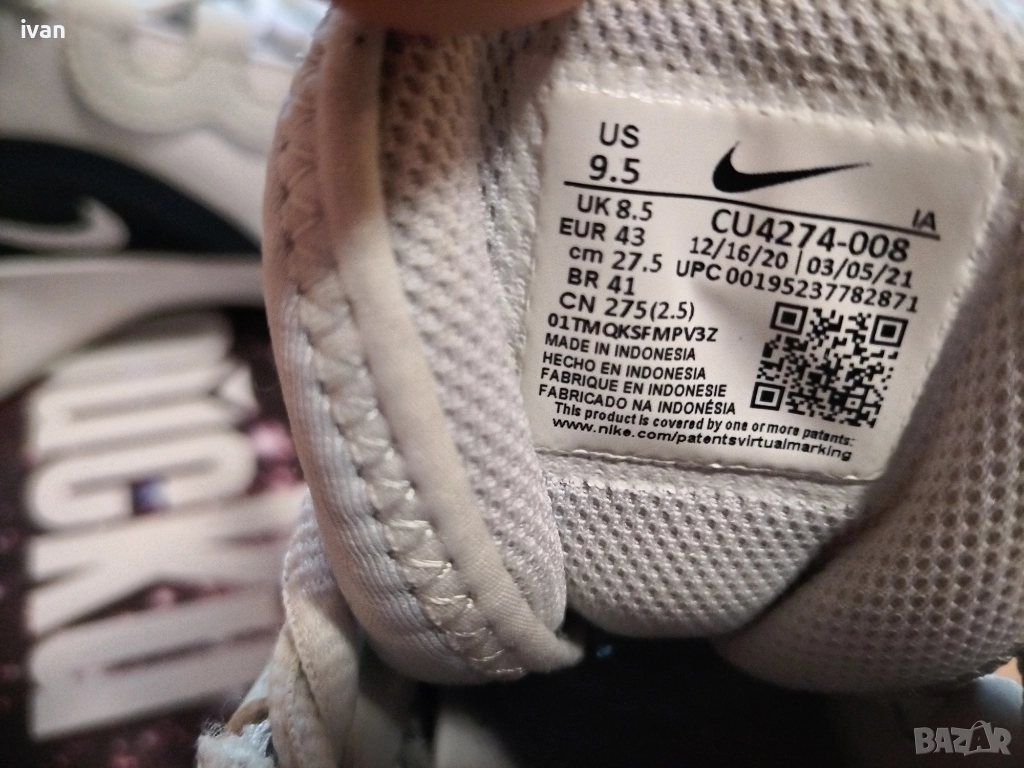 ivan
US
9.5
IA
UK 8.5
CU4274-008
EUR 43
12/16/20 | 03/05/21
cm 27.5
UPC 00195237782871
BR 41
CN 275(2.5)
01TMQKSFMPV3Z
MADE IN INDONESIA
HECHO EN INDONESIA
FABRIQUE EN INDONESIE
FABRICADO NA INDONÉSIA
This product is covered by one or more patents:
www.nike.com/patentsvirtualmarking
BAZAR